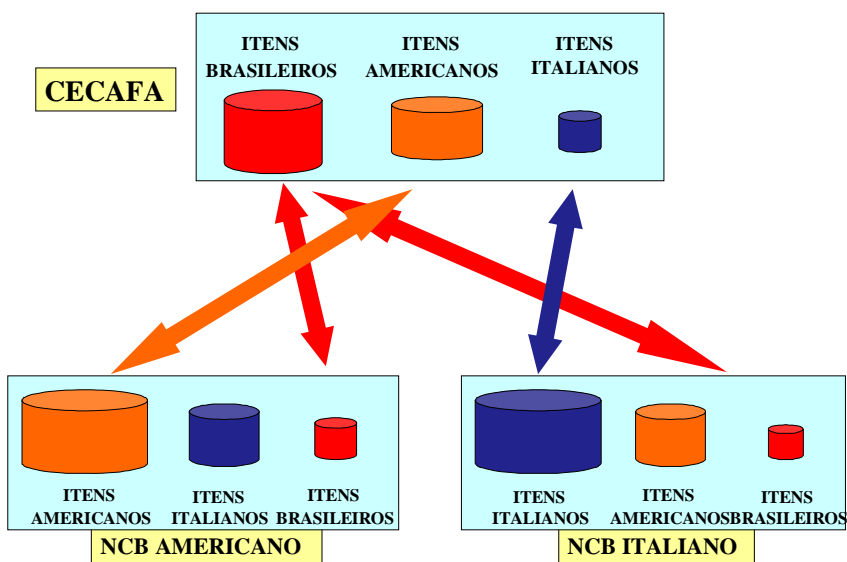 CECAFA
ITENS
BRASILEIROS
ITENS
AMERICANOS
ITENS
ITALIANOS
ITENS
AMERICANOS
ITENS
ITALIANOS
ITENS
BRASILEIROS
NCB AMERICANO
ITENS
ITALIANOS
ITENS
AMERICANOS
ITENS
BRASILEIROS
NCB ITALIANO